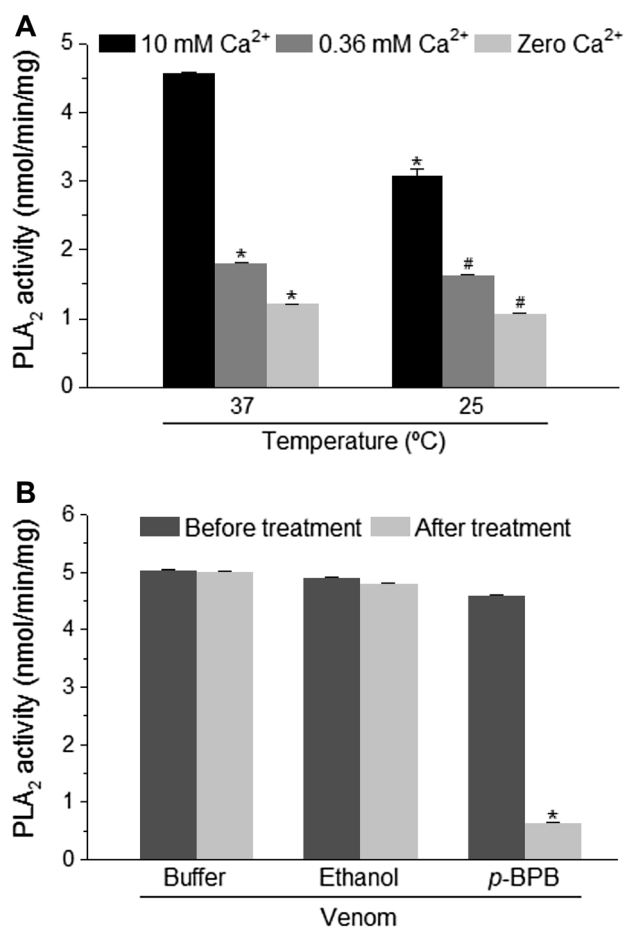 A
10 mM Ca²⁺ 0.36 mM Ca²⁺ Zero Ca²⁺
PLA₂ activity (nmol/min/mg)
5
4
3
2
1
0
*
*
*
#
#
37 25
Temperature (ºC)
B
Before treatment After treatment
PLA₂ activity (nmol/min/mg)
6
5
4
3
2
1
0
*
Buffer Ethanol p-BPB
Venom